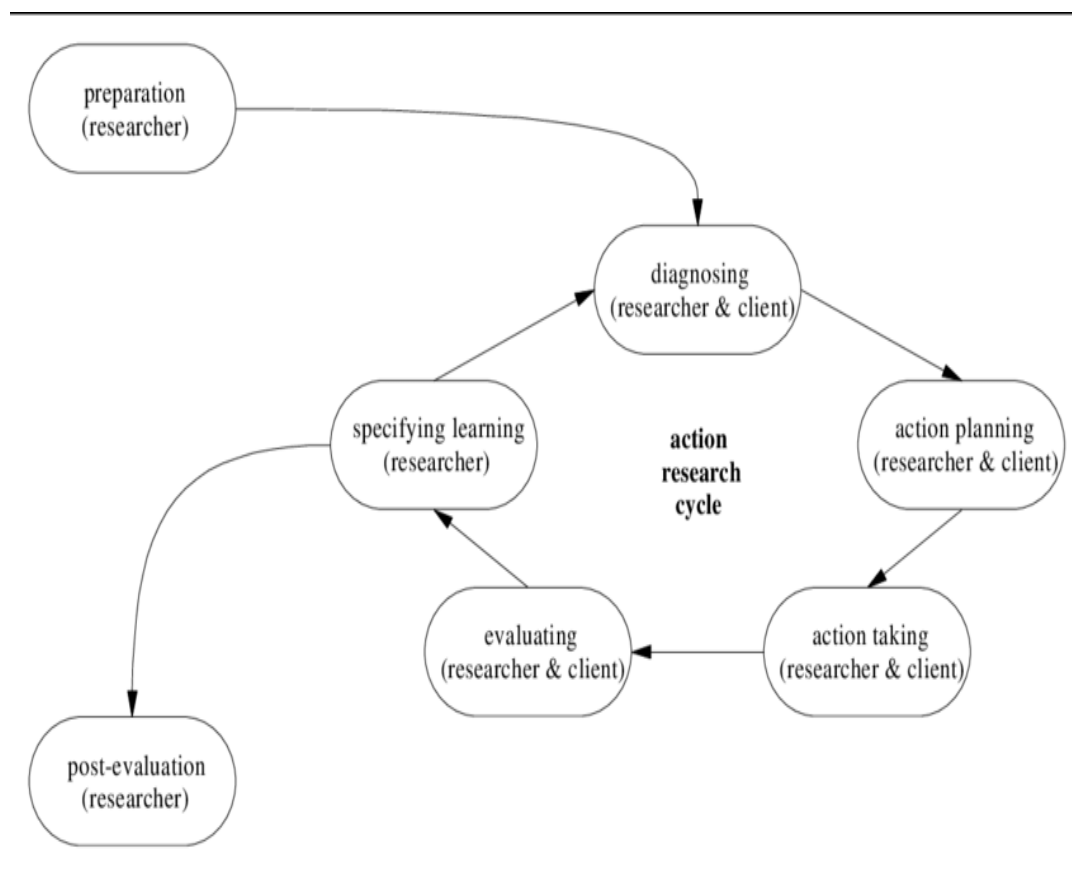 preparation
(researcher)
diagnosing
(researcher & client)
specifying learning
(researcher)
action
research
cycle
action planning
(researcher & client)
evaluating
(researcher & client)
action taking
(researcher & client)
post-evaluation
(researcher)